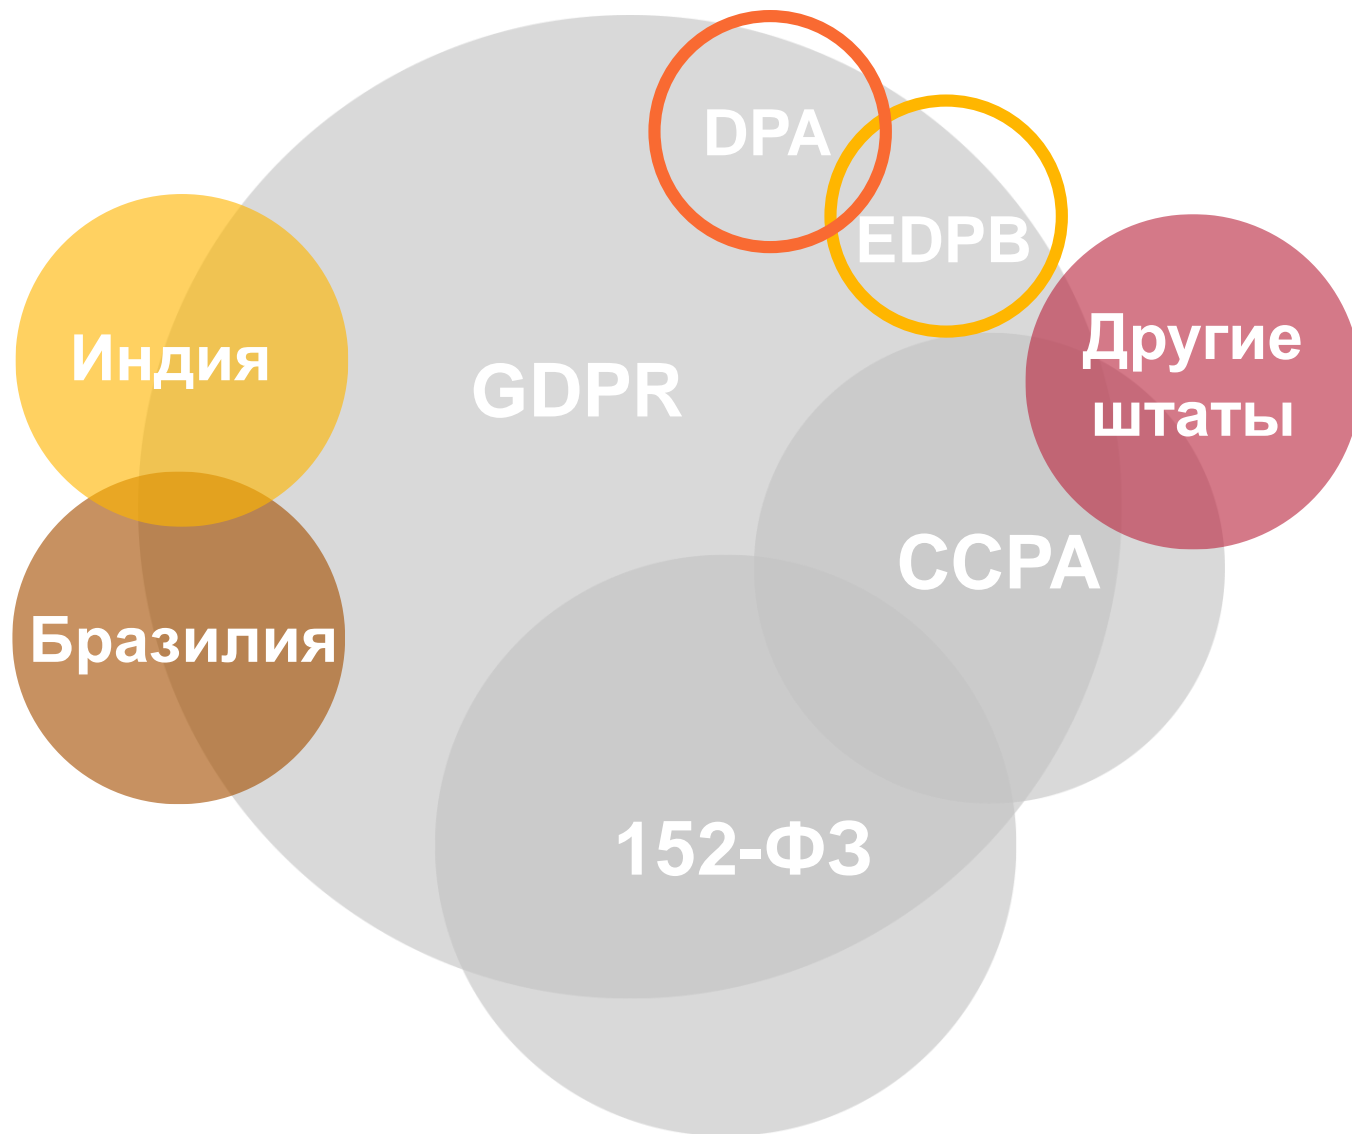 DPA
EDPB
Индия
GDPR
Другие
штаты
CCPA
Бразилия
152-ФЗ